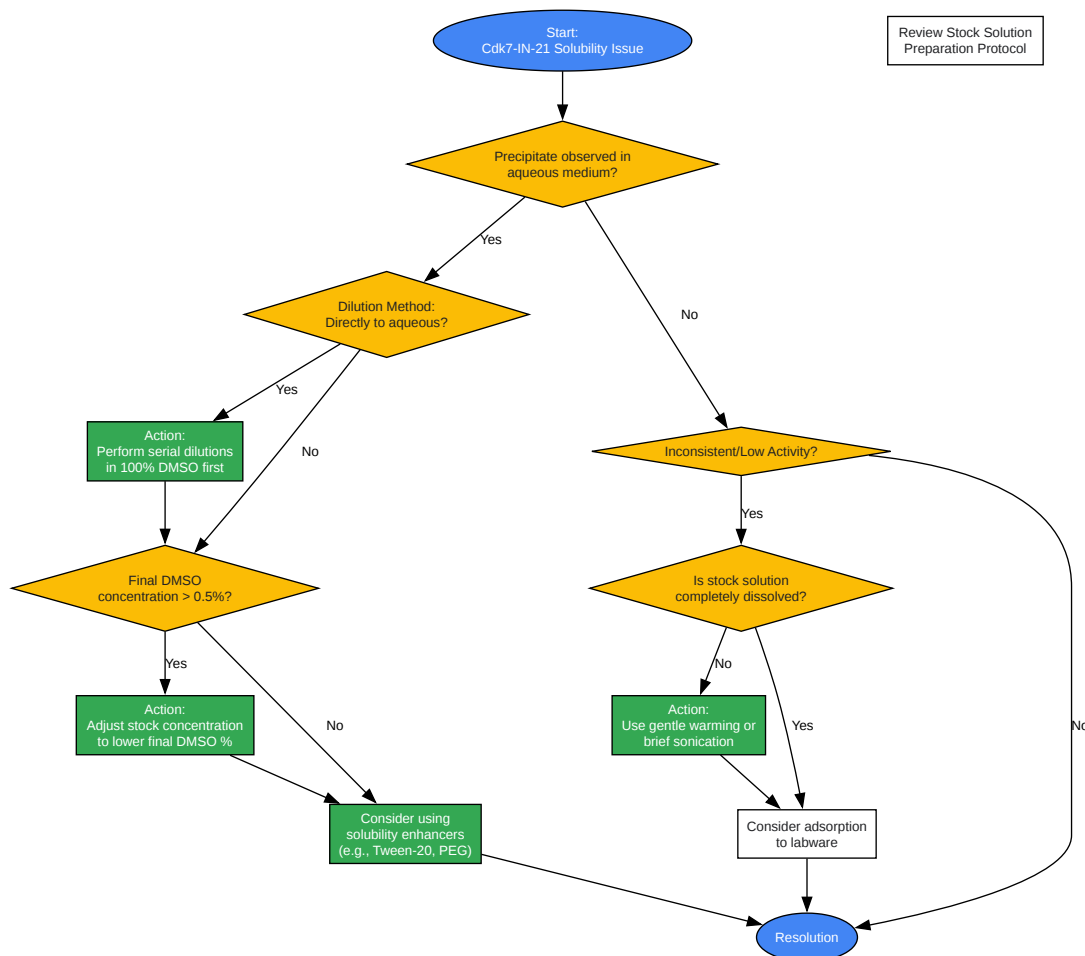 Start:
Cdk7-IN-21 Solubility Issue
Review Stock Solution
Preparation Protocol
Precipitate observed in
aqueous medium?
Yes
No
Dilution Method:
Directly to aqueous?
Yes
No
Action:
Perform serial dilutions
in 100% DMSO first
Inconsistent/Low Activity?
Yes
No
Final DMSO
concentration > 0.5%?
Is stock solution
completely dissolved?
Yes
No
No
Yes
Action:
Adjust stock concentration
to lower final DMSO %
Action:
Use gentle warming or
brief sonication
Consider using
solubility enhancers
(e.g., Tween-20, PEG)
Consider adsorption
to labware
Resolution